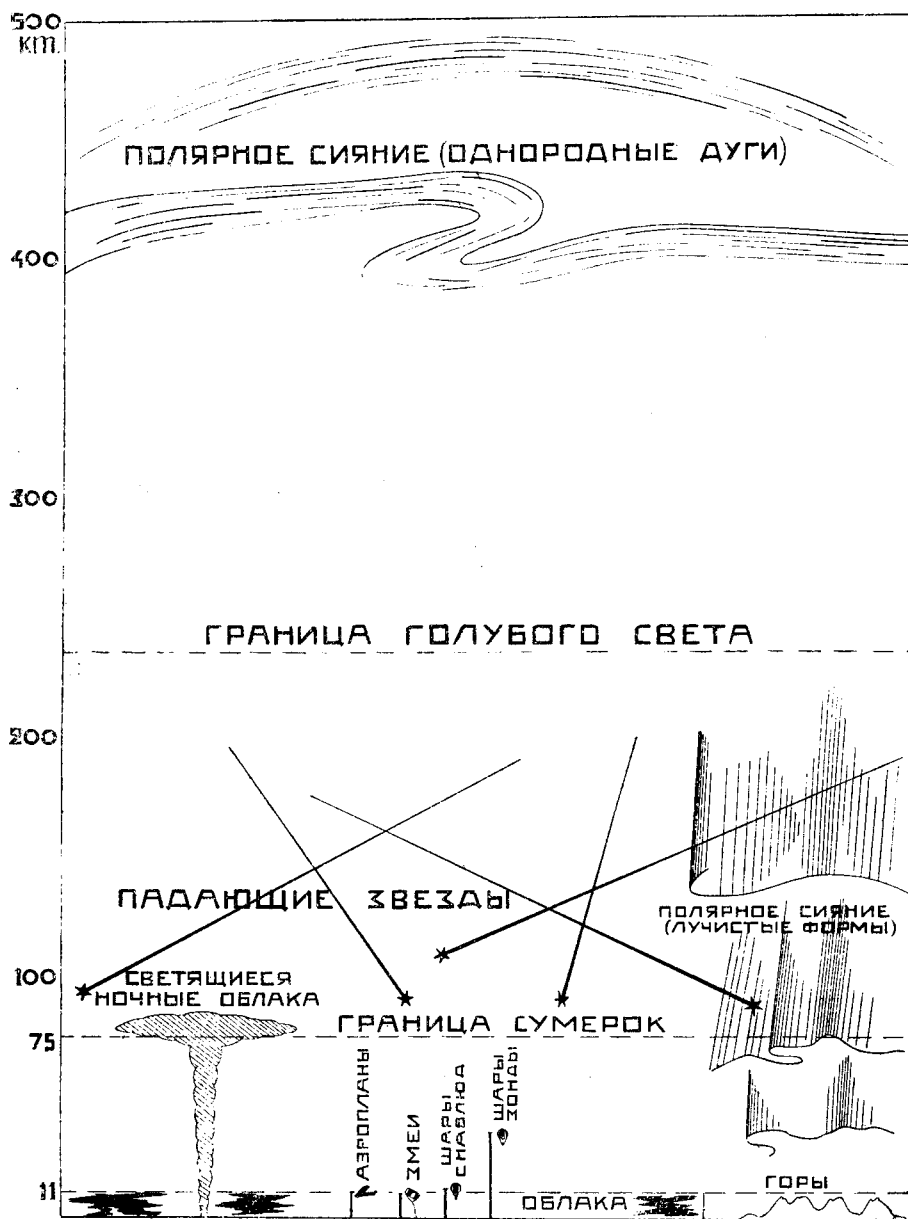 500
КМ.
ПОЛЯРНОЕ СИЯНИЕ (ОДНОРОДНЫЕ ДУГИ)
400
300
ГРАНИЦА ГОЛУБОГО СВЕТА
200
ПАДАЮЩИЕ ЗВЕЗДЫ
ПОЛЯРНОЕ СИЯНИЕ
(ЛУЧИСТЫЕ ФОРМЫ)
100
СВЕТЯЩИЕСЯ
НОЧНЫЕ ОБЛАКА
ГРАНИЦА СУМЕРОК
75
АЭРОПЛАНЫ
ЗМЕИ
ШАРЫ
С НАБЛЮД
ШАРЫ
ЗОНДЫ
11
ОБЛАКА
ГОРЫ